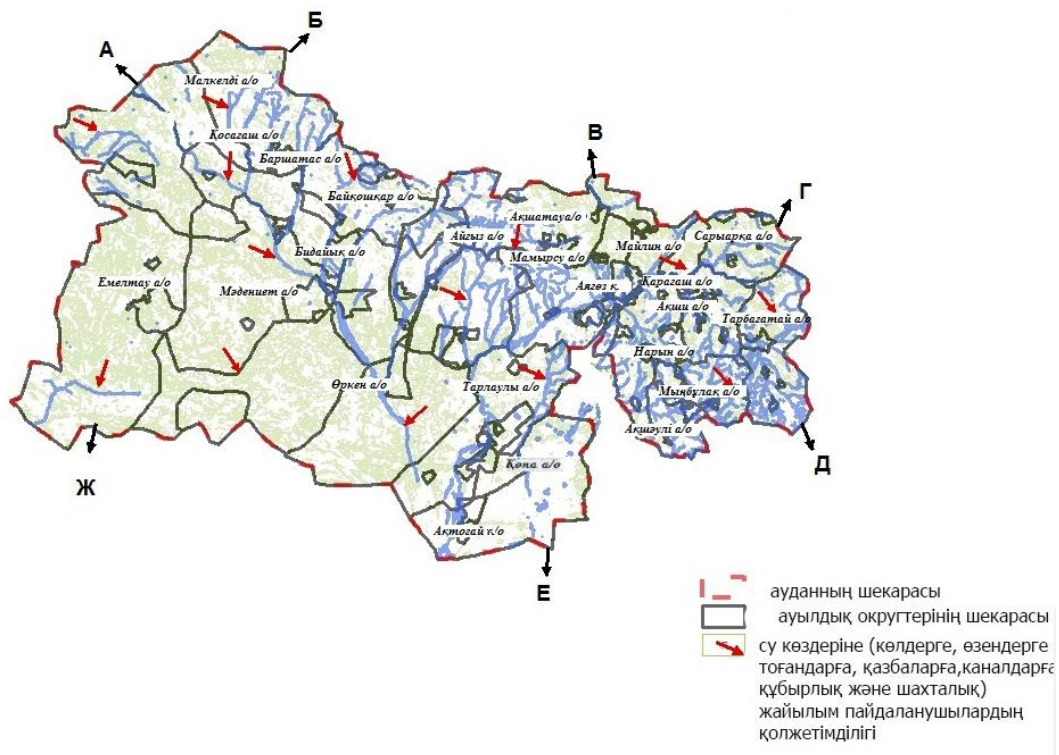 Б
А
Малкелді а/о
Қосағаш а/о
Баршатас а/о
Байқошқар а/о
В
Г
Ақшатау а/о
Айғыз а/о
Мамырсу а/о
Майлин а/о
Сарыарқа а/о
Бидайық а/о
Емелтау а/о
Мәдениет а/о
Аягөз қ.
Қарағаш а/о
Ақши а/о
Тарбағатай а/о
Нарын а/о
Өркен а/о
Тарлаулы а/о
Мыңбұлақ а/о
Ақшәулі а/о
Қопа а/о
Ж
Д
Ақтоғай к/о
Е
ауданның шекарасы
ауылдық округтерінің шекарасы
су көздеріне (көлдерге, өзендерге
тоғандарға, қазбаларға,каналдарға
құбырлық және шахталық)
жайылым пайдаланушылардың
қолжетімділігі